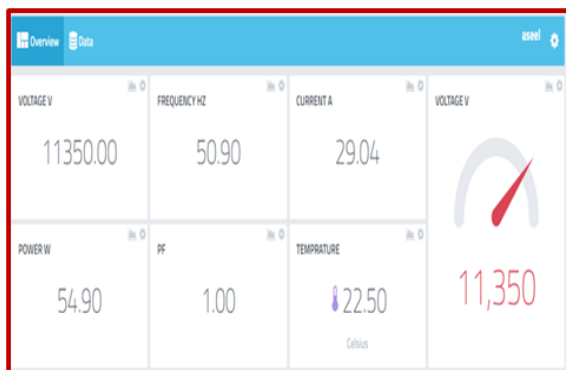 Overview Data aseel
VOLTAGE V
11350.00
FREQUENCY HZ
50.90
CURRENT A
29.04
VOLTAGE V
11,350
POWER W
54.90
PF
1.00
TEMPRATURE
22.50
Celsius